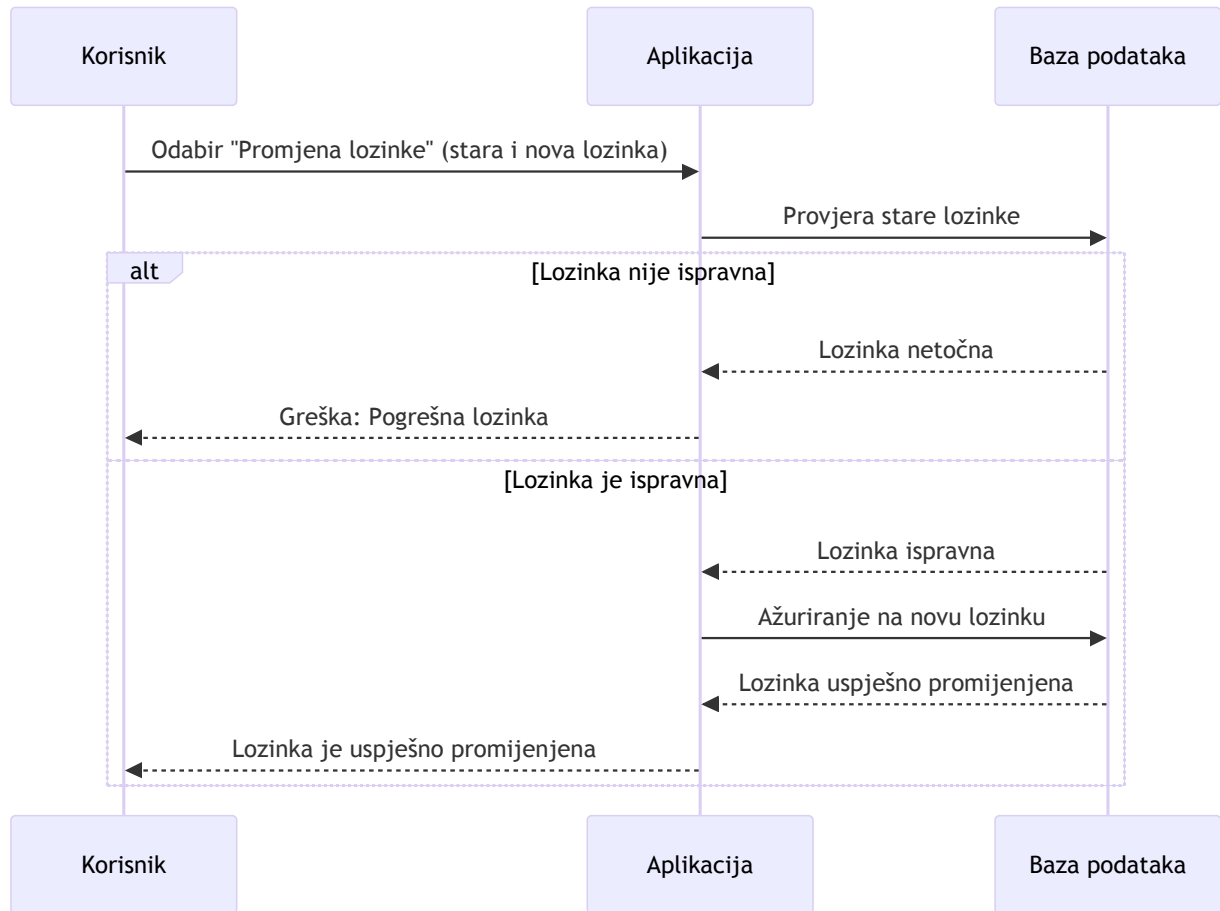 Korisnik
Aplikacija
Baza podataka
Odabir "Promjena lozinke" (stara i nova lozinka)
Provjera stare lozinke
alt
[Lozinka nije ispravna]
Lozinka netočna
Greška: Pogrešna lozinka
[Lozinka je ispravna]
Lozinka ispravna
Ažuriranje na novu lozinku
Lozinka uspješno promijenjena
Lozinka je uspješno promijenjena
Korisnik
Aplikacija
Baza podataka